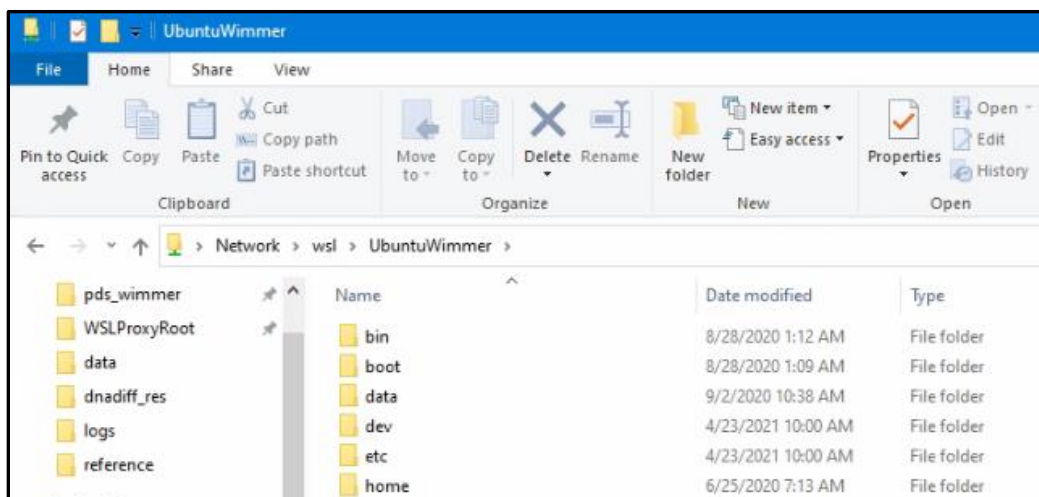 UbuntuWimmer
File Home Share View
Pin to Quick access
Copy
Paste
Cut
Copy path
Paste shortcut
Clipboard
Move to
Copy to
Delete
Rename
Organize
New folder
New item
Easy access
New
Properties
Open
Edit
History
Open
Network > wsl > UbuntuWimmer >
pds_wimmer
WSLProxyRoot
data
dnadiff_res
logs
reference
Name Date modified Type
bin 8/28/2020 1:12 AM File folder
boot 8/28/2020 1:09 AM File folder
data 9/2/2020 10:38 AM File folder
dev 4/23/2021 10:00 AM File folder
etc 4/23/2021 10:00 AM File folder
home 6/25/2020 7:13 AM File folder